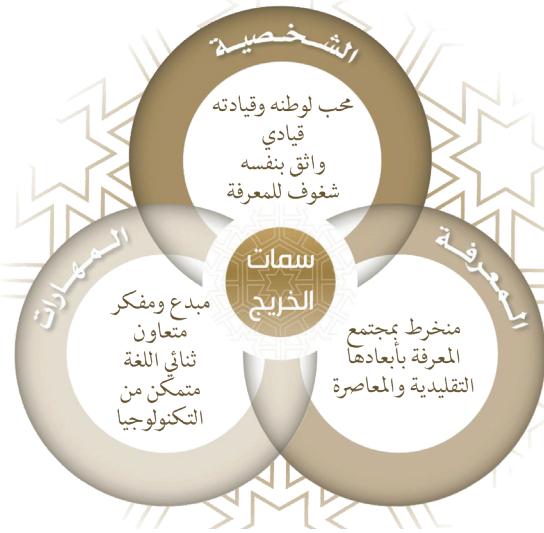 الشخصية
محب لوطنه وقيادته
قيادي
واثق بنفسه
شغوف للمعرفة
سمات
الخريج
المعرفة
منخرط بمجتمع
المعرفة بأبعادها
التقليدية والمعاصرة
المهارات
مبدع ومفكر
متعاون
ثنائي اللغة
متمكن من
التكنولوجيا